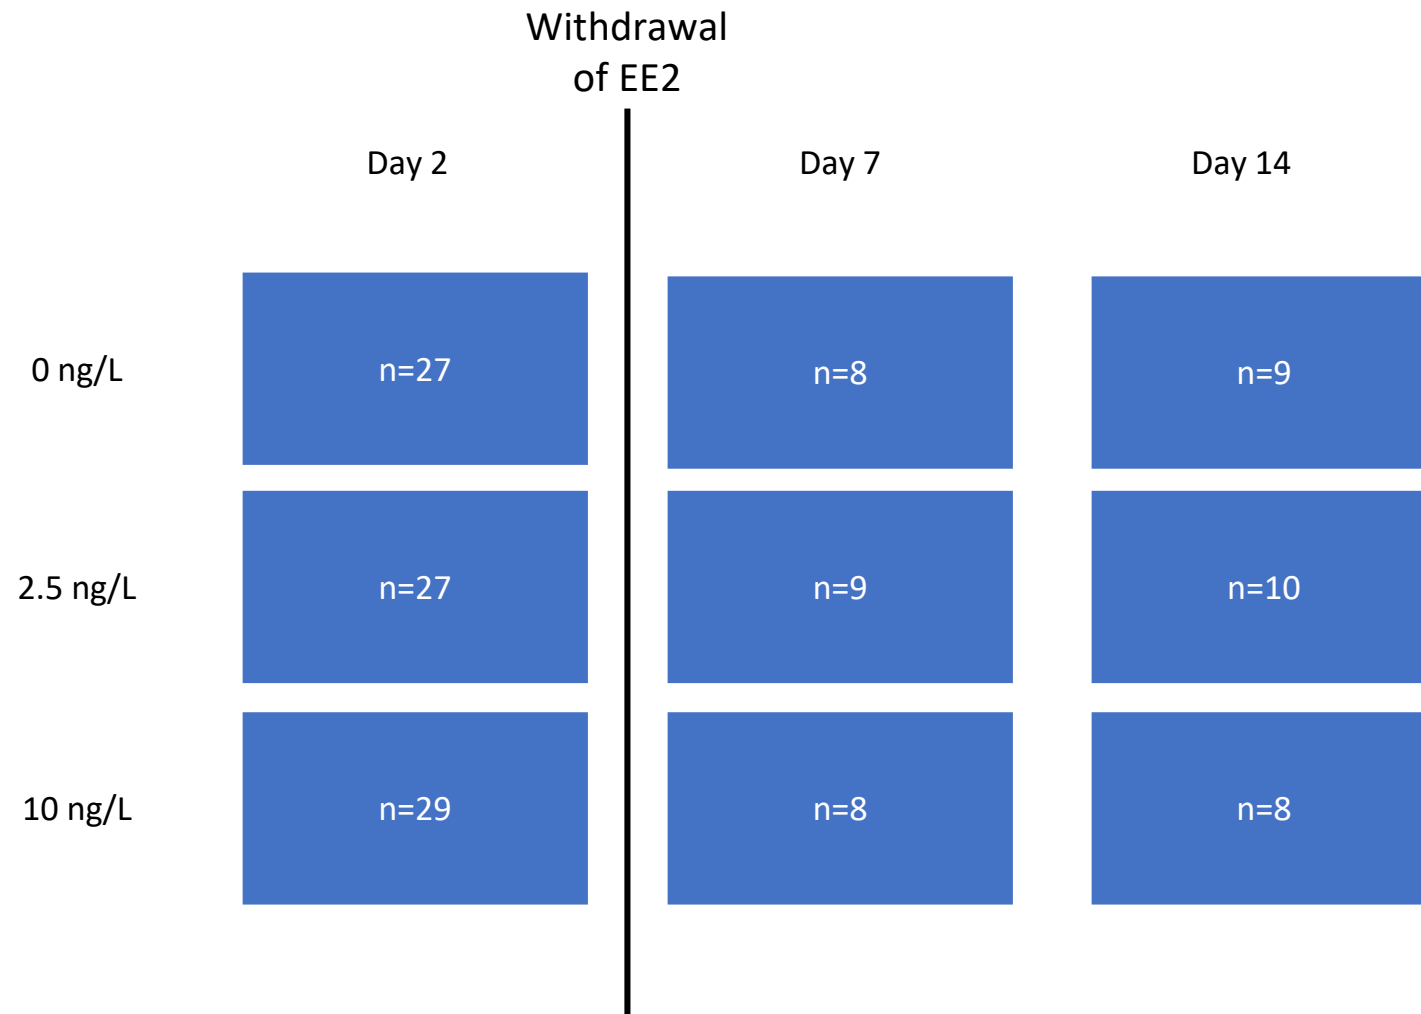 Withdrawal
of EE2
Day 2
Day 7
Day 14
0 ng/L
n=27
n=8
n=9
2.5 ng/L
n=27
n=9
n=10
10 ng/L
n=29
n=8
n=8